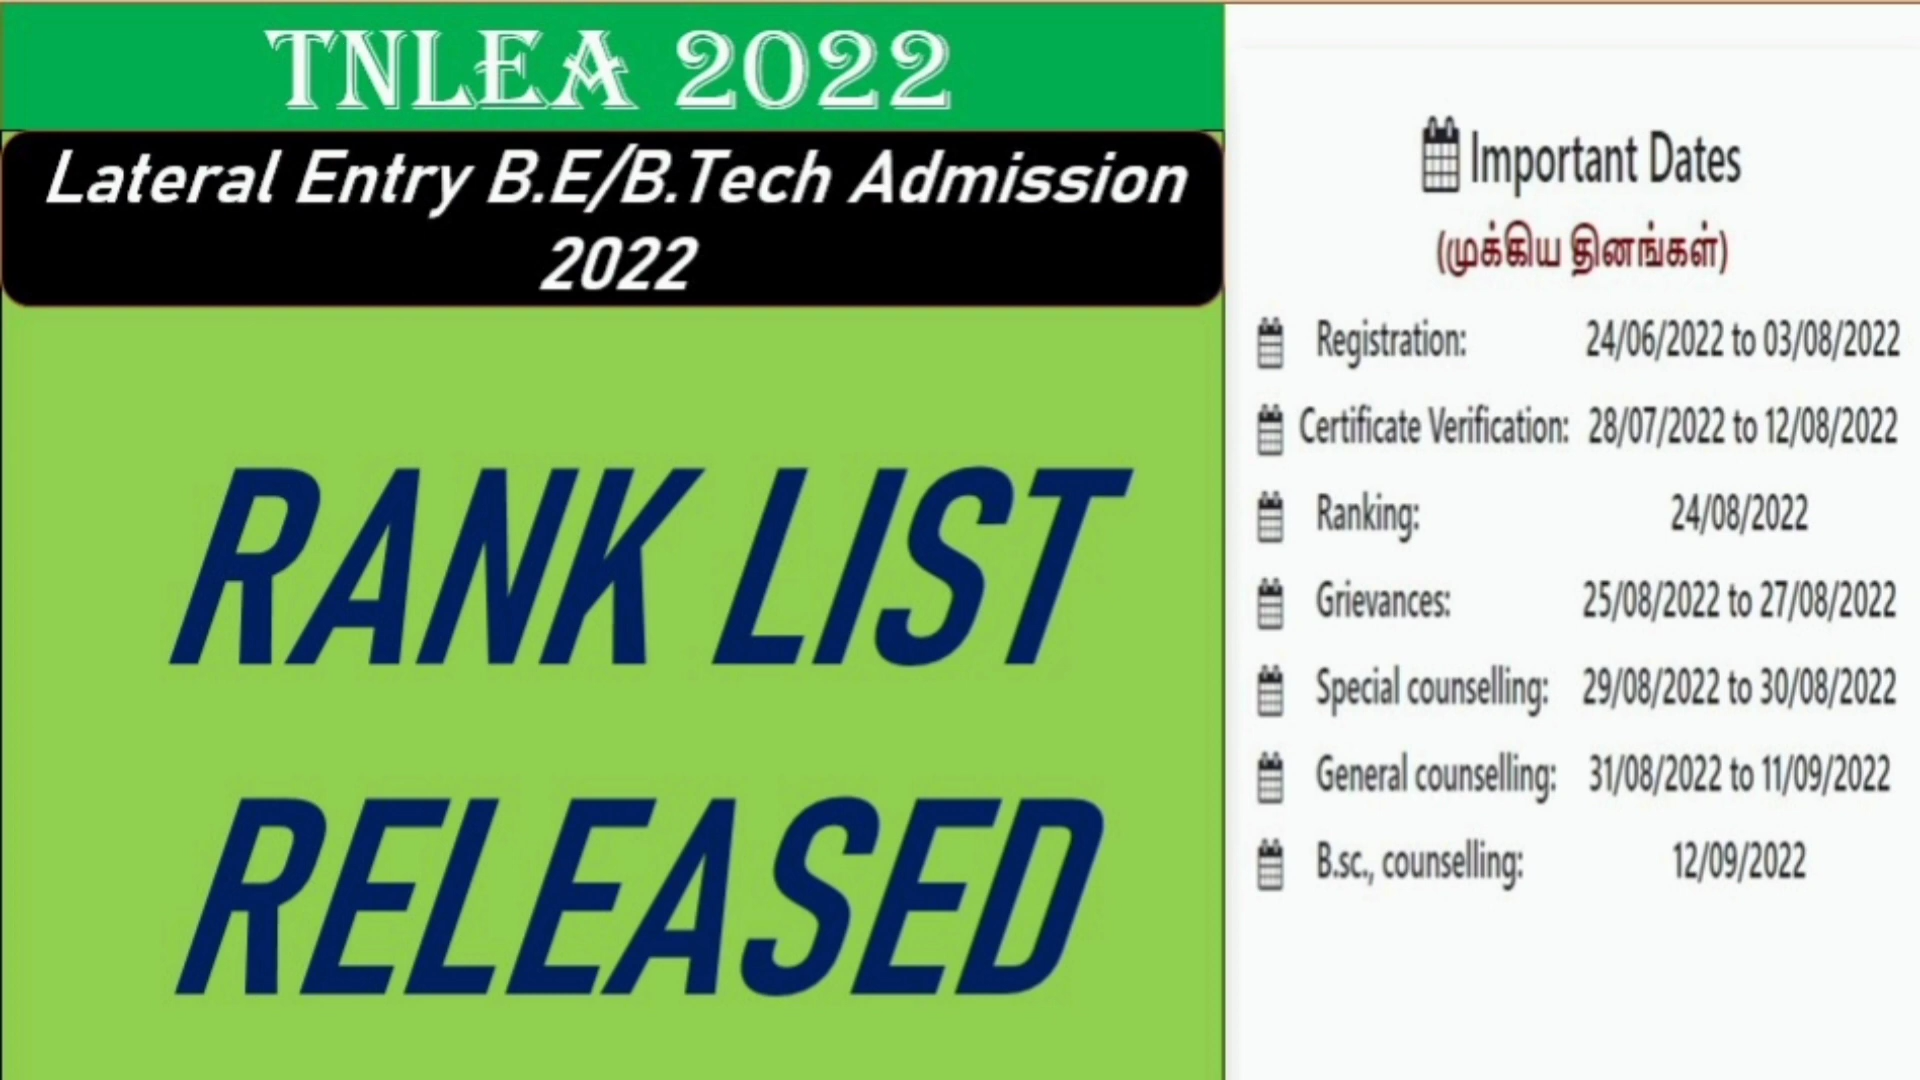 TNLEA 2022
Lateral Entry B.E/B.Tech Admission
2022
RANK LIST
RELEASED
Important Dates
(முக்கிய தினங்கள்)
Registration: 24/06/2022 to 03/08/2022
Certificate Verification: 28/07/2022 to 12/08/2022
Ranking: 24/08/2022
Grievances: 25/08/2022 to 27/08/2022
Special counselling: 29/08/2022 to 30/08/2022
General counselling: 31/08/2022 to 11/09/2022
B.sc., counselling: 12/09/2022